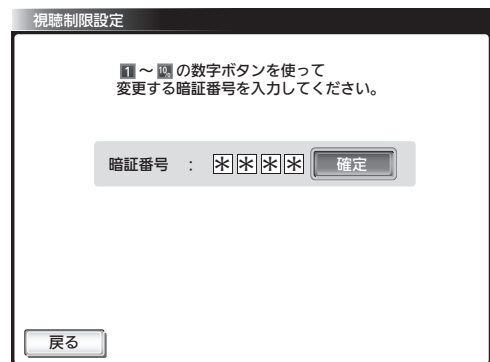 視聴制限設定
1 ～ 10 の数字ボタンを使って
変更する暗証番号を入力してください。
暗証番号 : ＊＊＊＊ 確定
戻る